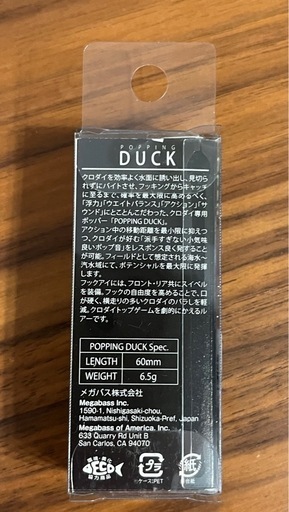 POPPING
DUCK
クロダイを効率よく水面に誘い出し、見切ら
れずにバイトさせ、フッキングからキャッチ
に至るまで、確率を最大限に高めるべく、
「浮力」「ウエイトバランス」「アクション」「サ
ウンド」にとことんこだわった、クロダイ専用
ポッパー「POPPING DUCK」。
アクション中の移動距離を最小限に抑えつ
つ、クロダイが好む「派手すぎない小気味
良いポップ音」をレスポンス良く発することが
可能。フィールドとして想定される海水〜
汽水域にて、ポテンシャルを最大限に発揮し
ます。
フックアイには、フロント・リア共にスイベル
を装備。フックの自由度を高めることで、口
が硬く、横走りの多いクロダイのバラしを軽
減。クロダイトップゲームを劇的にかえるル
アーです。
POPPING DUCK Spec.
LENGTH 60mm
WEIGHT 6.5g
メガバス株式会社
Megabass Inc.
1590-1, Nishigasaki-chou,
Hamamatsu-shi, Shizuoka-Pref, Japan
Megabass of America. Inc.
633 Quarry Rd Unit B
San Carlos, CA 94070
環境・美化
ECO
協力商品
プラ
ケース:PET
紙